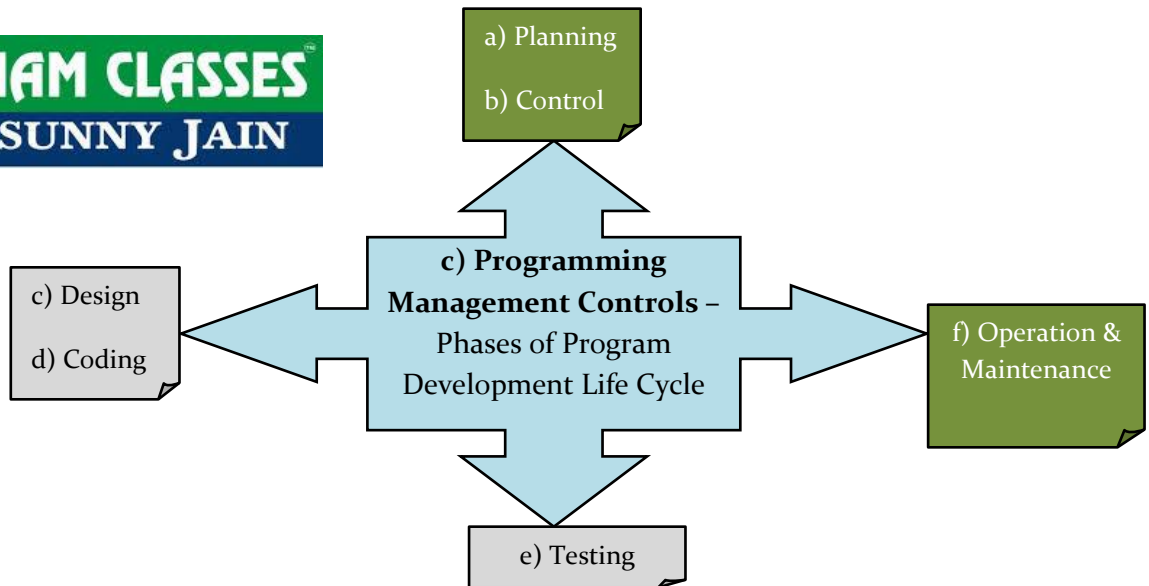 CLASSES
SUNNY JAIN
a) Planning
b) Control
c) Programming
Management Controls –
Phases of Program
Development Life Cycle
c) Design
d) Coding
f) Operation &
Maintenance
e) Testing